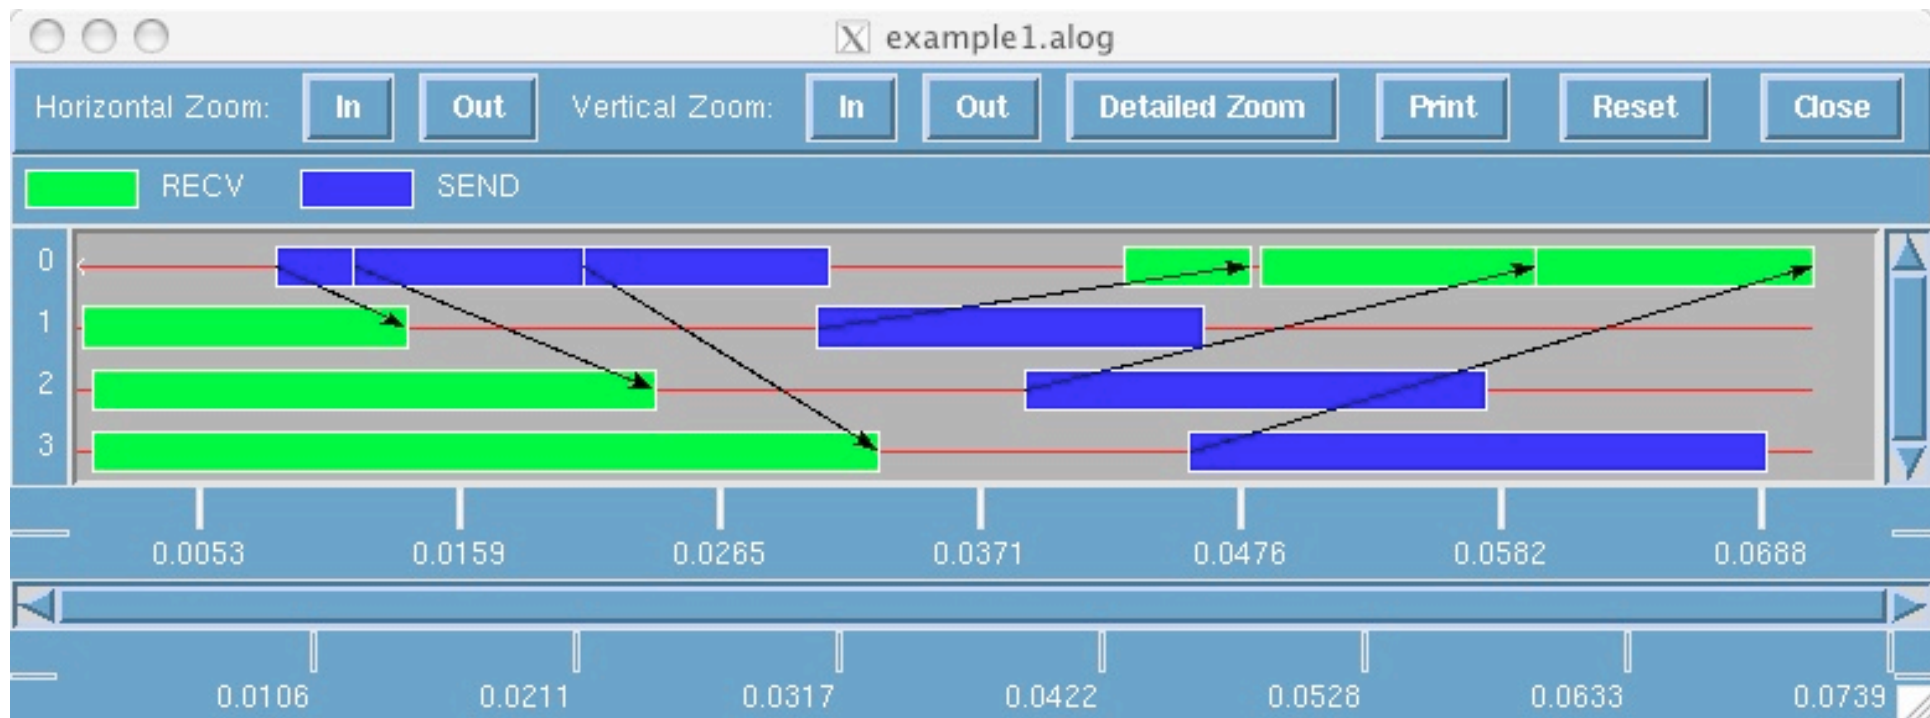 example1.alog
Horizontal Zoom: In Out Vertical Zoom: In Out Detailed Zoom Print Reset Close
RECV SEND
0
1
2
3
0.0053 0.0159 0.0265 0.0371 0.0476 0.0582 0.0688
0.0106 0.0211 0.0317 0.0422 0.0528 0.0633 0.0739